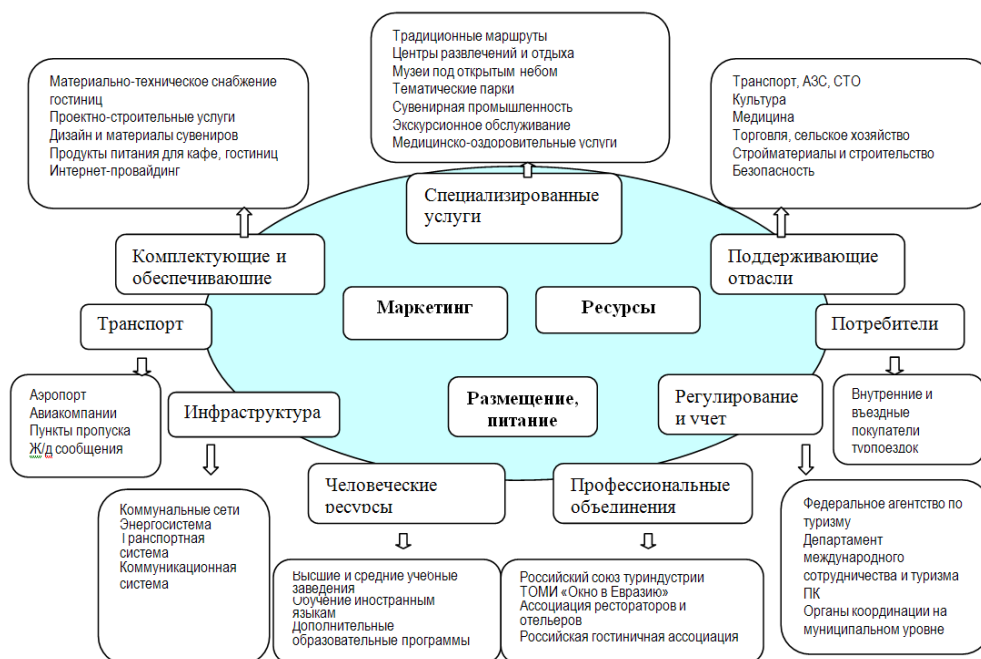 Традиционные маршруты
Центры развлечений и отдыха
Музеи под открытым небом
Тематические парки
Сувенирная промышленность
Экскурсионное обслуживание
Медицинско-оздоровительные услуги
Материально-техническое снабжение
гостиниц
Проектно-строительные услуги
Дизайн и материалы сувениров
Продукты питания для кафе, гостиниц
Интернет-провайдинг
Транспорт, АЗС, СТО
Культура
Медицина
Торговля, сельское хозяйство
Стройматериалы и строительство
Безопасность
Специализированные
услуги
Комплектующие и
обеспечивающие
Поддерживающие
отрасли
Маркетинг
Ресурсы
Транспорт
Потребители
Размещение,
питание
Инфраструктура
Регулирование
и учет
Аэропорт
Авиакомпании
Пункты пропуска
Ж/д сообщения
Внутренние и
въездные
покупатели
турпоездок
Человеческие
ресурсы
Профессиональные
объединения
Коммунальные сети
Энергосистема
Транспортная
система
Коммуникационная
система
Высшие и средние учебные
заведения
Обучение иностранным
языкам
Дополнительные
образовательные программы
Российский союз туриндустрии
ТОМИ «Окно в Евразию»
Ассоциация рестораторов и
отельеров
Российская гостиничная ассоциация
Федеральное агентство по
туризму
Департамент
международного
сотрудничества и туризма
ПК
Органы координации на
муниципальном уровне